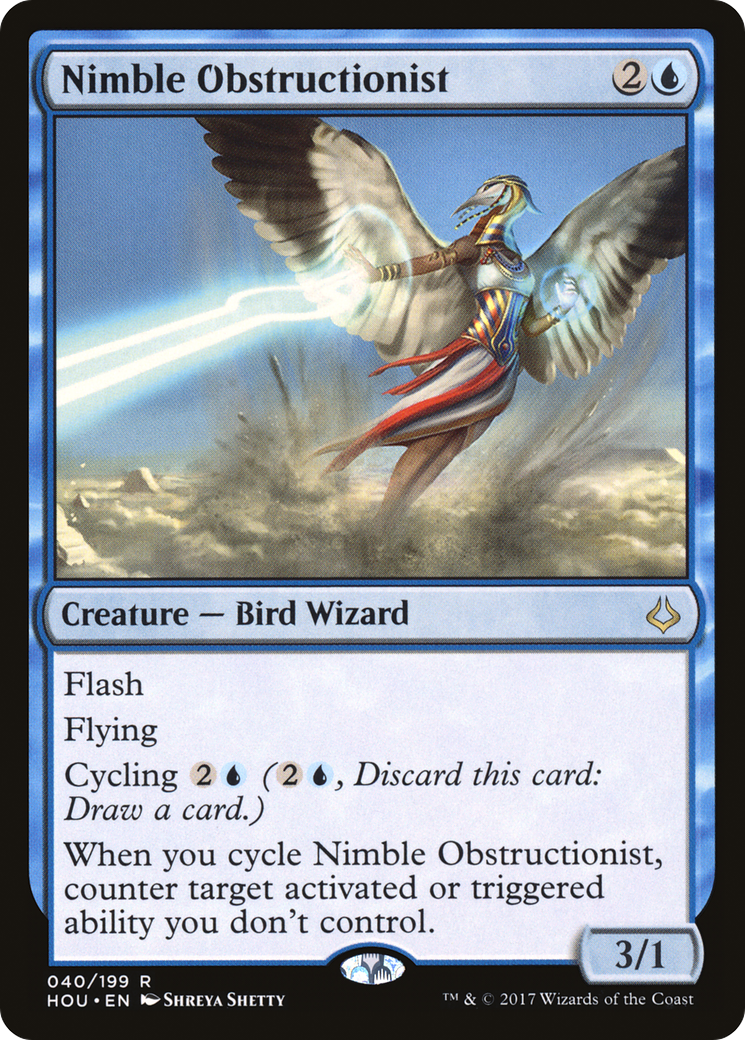 Nimble Obstructionist 2
Creature — Bird Wizard
Flash
Flying
Cycling 2 (2, Discard this card:
Draw a card.)
When you cycle Nimble Obstructionist,
counter target activated or triggered
ability you don't control.
3/1
040/199 R
HOU • EN Shreya Shetty
™ & © 2017 Wizards of the Coast